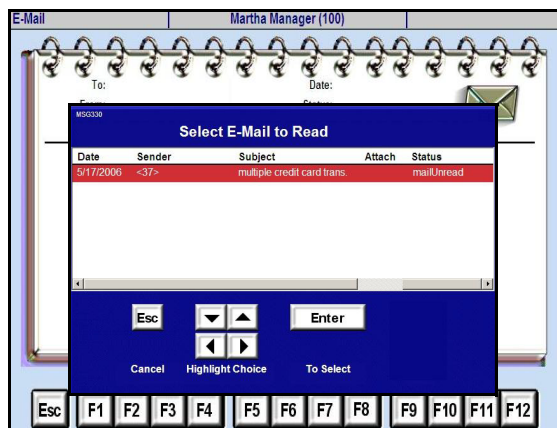 E-Mail Martha Manager (100)
To: Date:
MSG330
Select E-Mail to Read
Date Sender Subject Attach Status
5/17/2006 <37> multiple credit card trans. mailUnread
Esc Enter
Cancel Highlight Choice To Select
Esc F1 F2 F3 F4 F5 F6 F7 F8 F9 F10 F11 F12